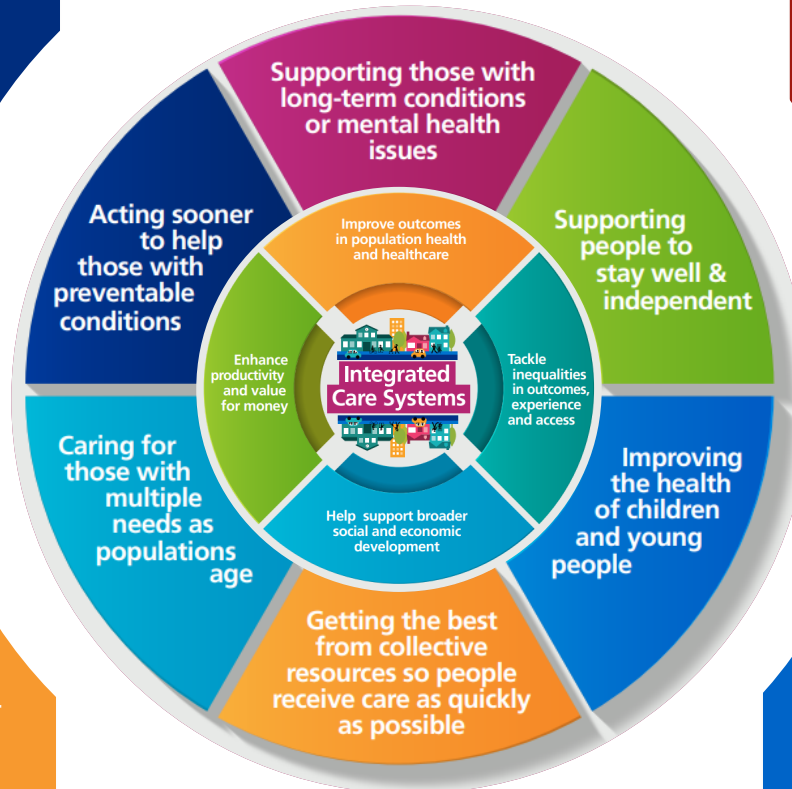 Supporting those with
long-term conditions
or mental health
issues
Supporting
people to
stay well &
independent
Improving
the health
of children
and young
people
Getting the best
from collective
resources so people
receive care as quickly
as possible
Caring for
those with
multiple
needs as
populations
age
Acting sooner
to help
those with
preventable
conditions
Improve outcomes
in population health
and healthcare
Tackle
inequalities
in outcomes,
experience
and access
Help support broader
social and economic
development
Enhance
productivity
and value
for money
Integrated
Care Systems